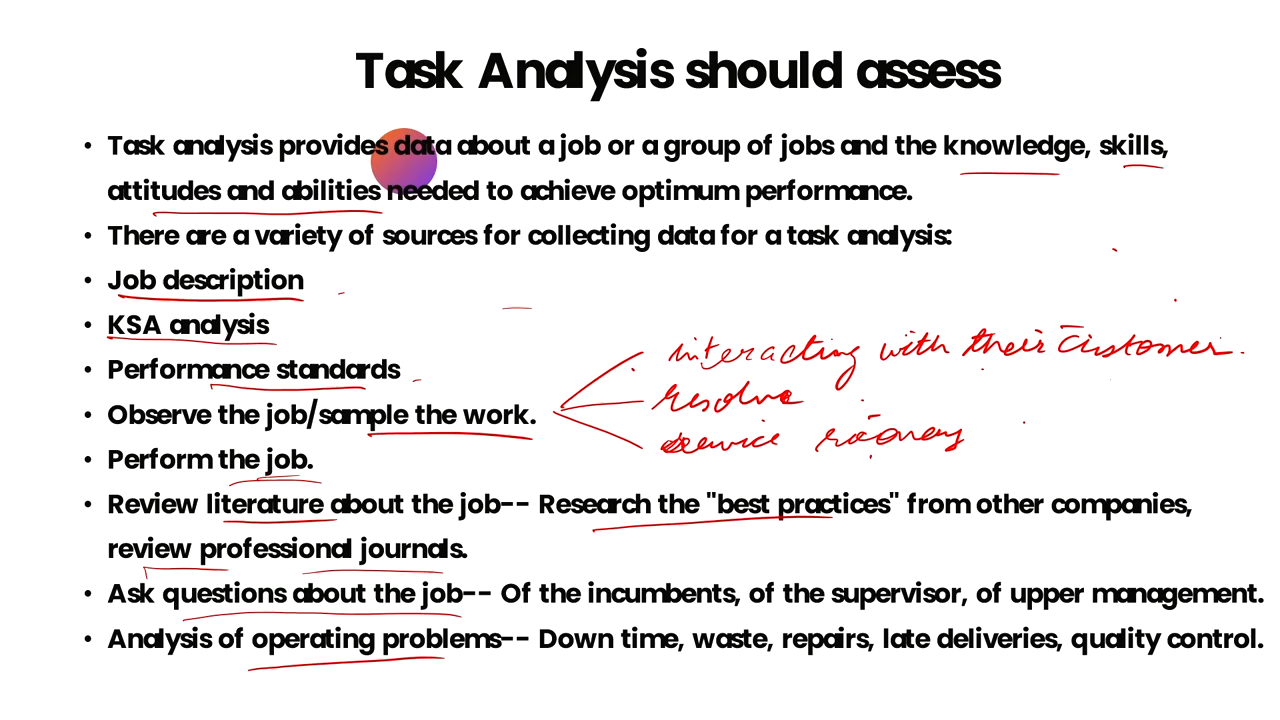 Task Analysis should assess
• Task analysis provides data about a job or a group of jobs and the knowledge, skills,
attitudes and abilities needed to achieve optimum performance.
• There are a variety of sources for collecting data for a task analysis:
• Job description
• KSA analysis
• Performance standards
• Observe the job/sample the work.
interacting with their customer.
resolve
service
• Perform the job.
• Review literature about the job-- Research the "best practices" from other companies,
review professional journals.
• Ask questions about the job-- Of the incumbents, of the supervisor, of upper management.
• Analysis of operating problems-- Down time, waste, repairs, late deliveries, quality control.